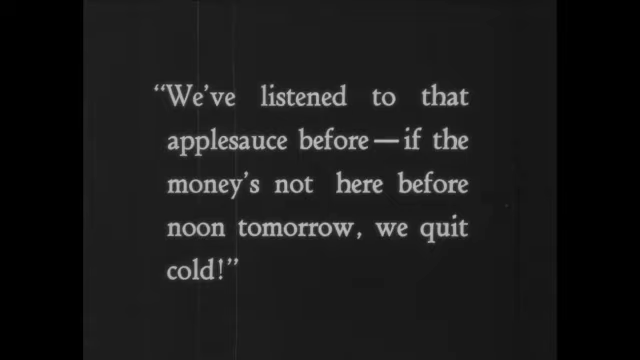 “We’ve listened to that
applesauce before—if the
money’s not here before
noon tomorrow, we quit
cold!”